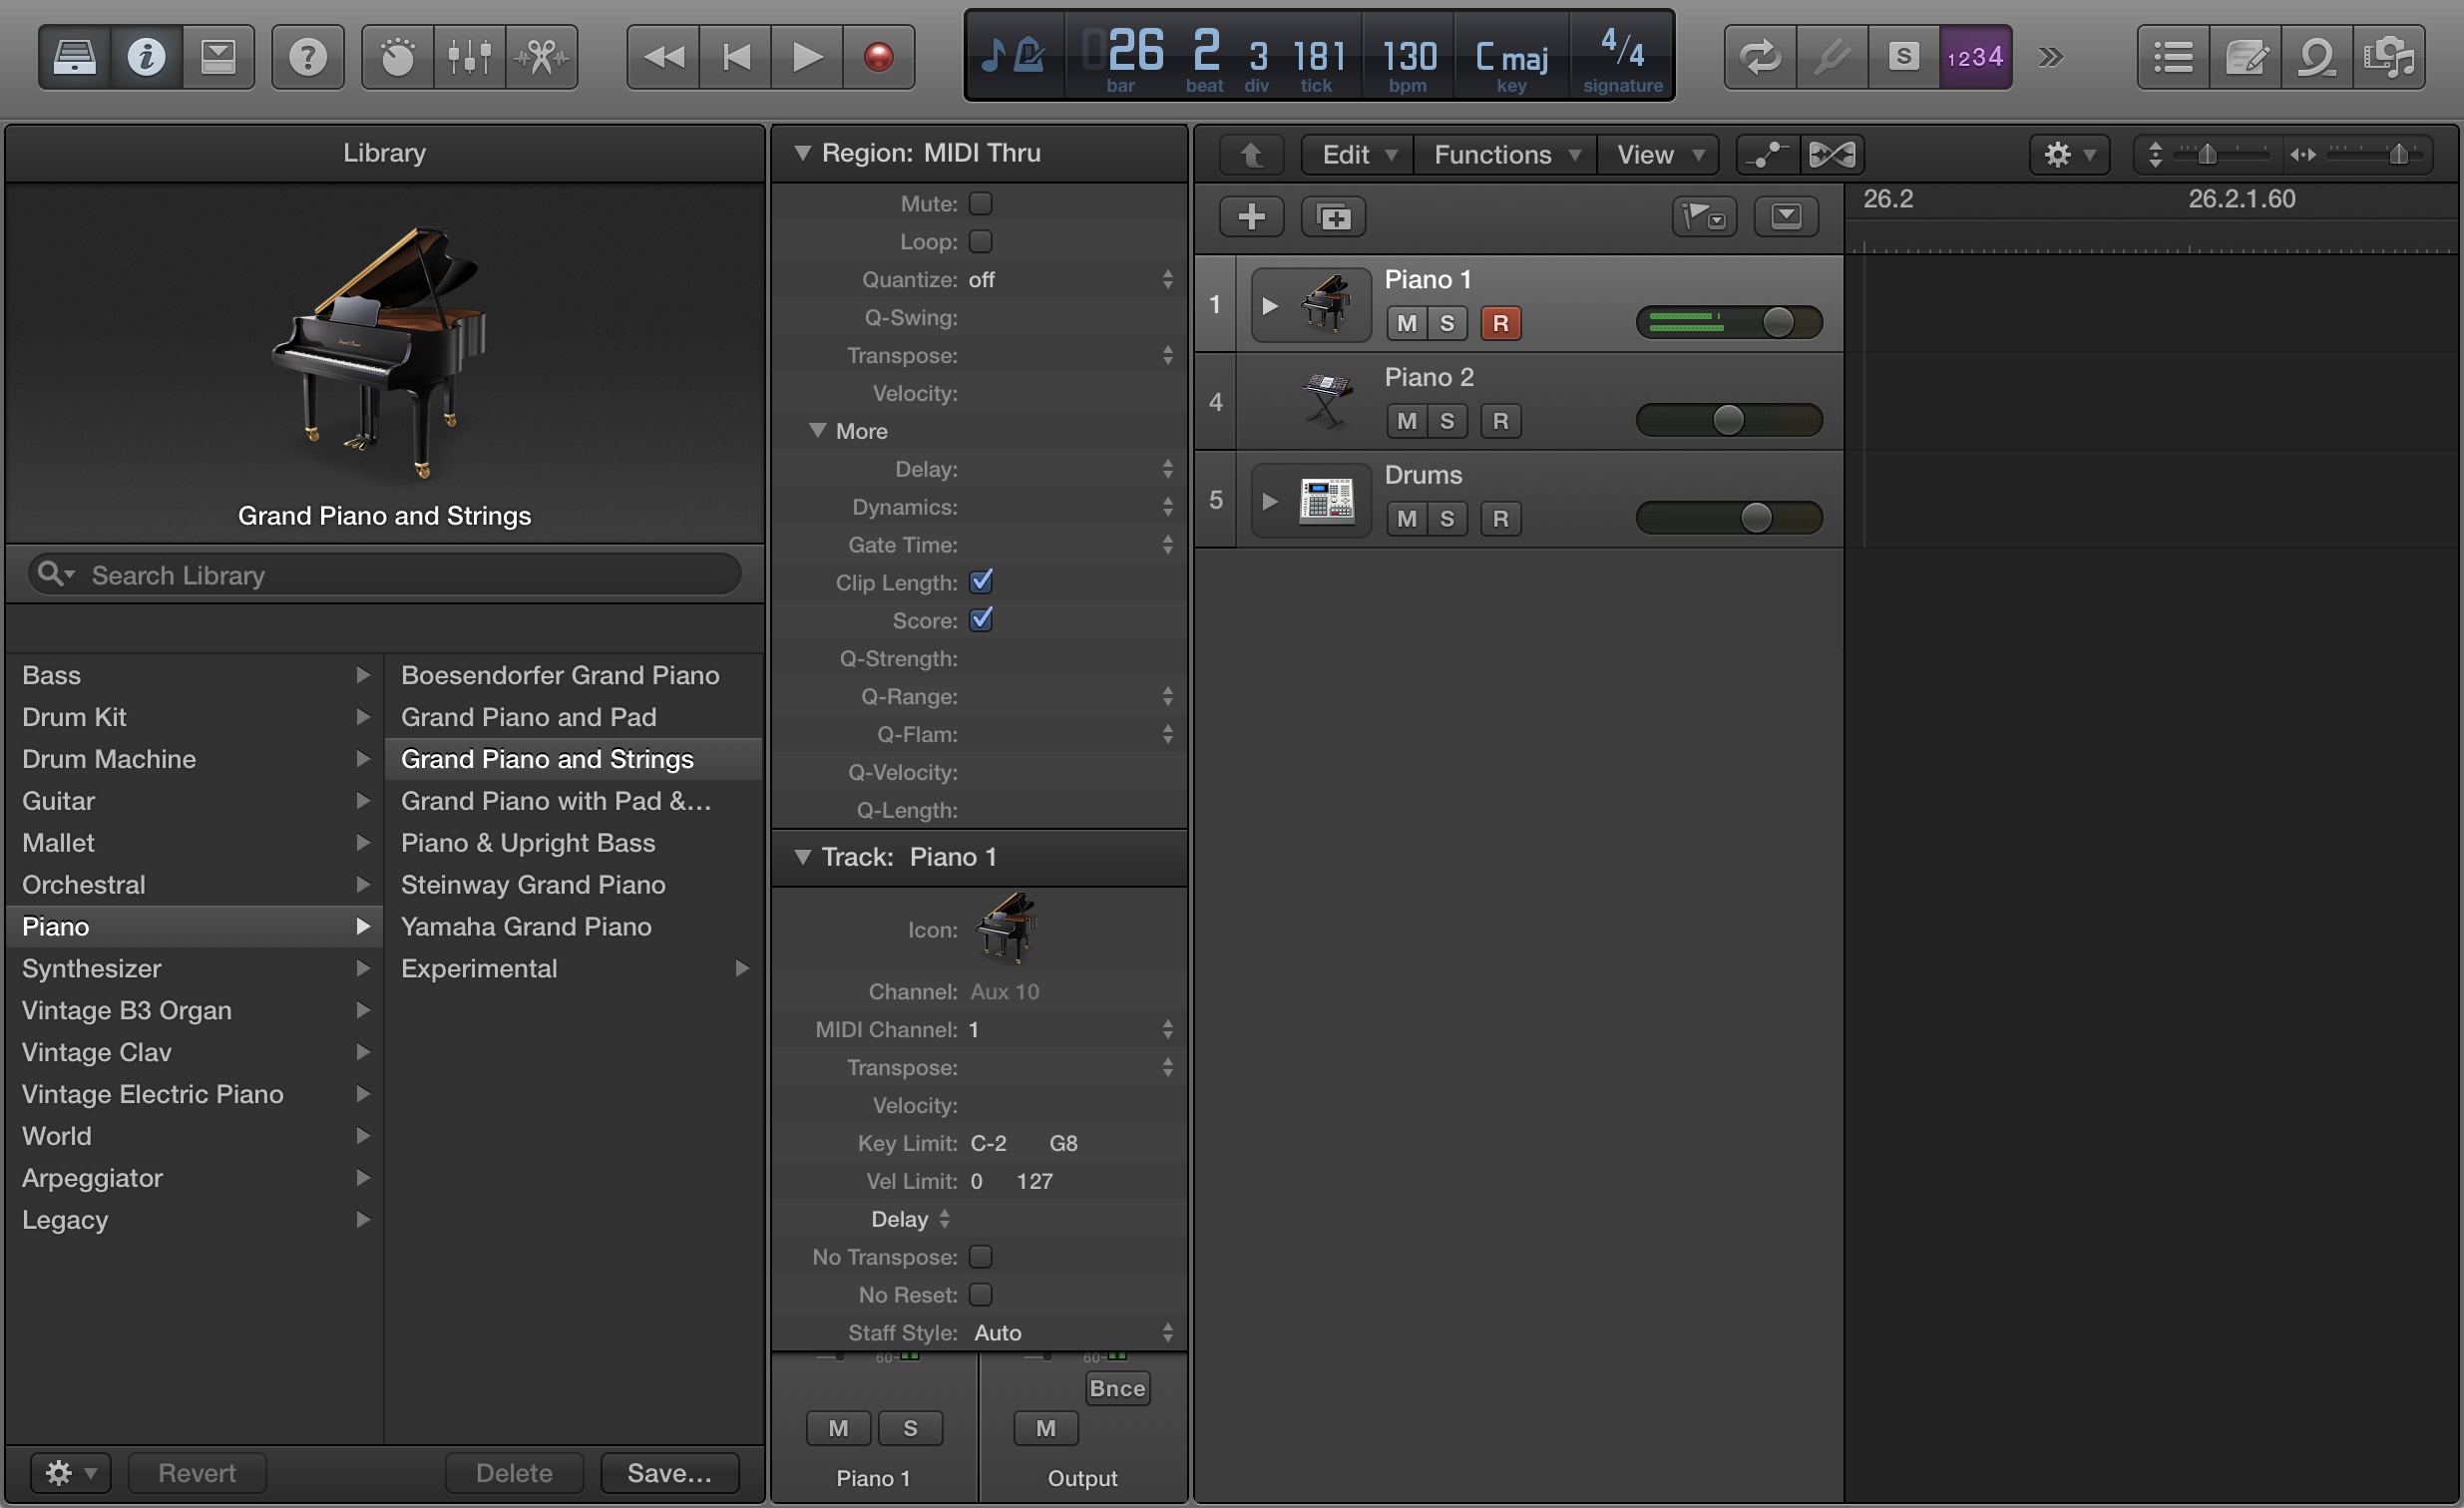 026 2 3 181 130 C maj 4/4
bar beat div tick bpm key signature
?
S
1234
Library
Grand Piano and Strings
Search Library
Bass
Drum Kit
Drum Machine
Guitar
Mallet
Orchestral
Piano
Synthesizer
Vintage B3 Organ
Vintage Clav
Vintage Electric Piano
World
Arpeggiator
Legacy
Boesendorfer Grand Piano
Grand Piano and Pad
Grand Piano and Strings
Grand Piano with Pad &...
Piano & Upright Bass
Steinway Grand Piano
Yamaha Grand Piano
Experimental
Revert
Delete
Save...
Region: MIDI Thru
Mute:
Loop:
Quantize: off
Q-Swing:
Transpose:
Velocity:
More
Delay:
Dynamics:
Gate Time:
Clip Length:
Score:
Q-Strength:
Q-Range:
Q-Flam:
Q-Velocity:
Q-Length:
Track: Piano 1
Icon:
Channel: Aux 10
MIDI Channel: 1
Transpose:
Velocity:
Key Limit: C-2 G8
Vel Limit: 0 127
Delay
No Transpose:
No Reset:
Staff Style: Auto
60 60
Bnce
M S M
Piano 1 Output
Edit Functions View
26.2 26.2.1.60
1 Piano 1
M S R
4 Piano 2
M S R
5 Drums
M S R